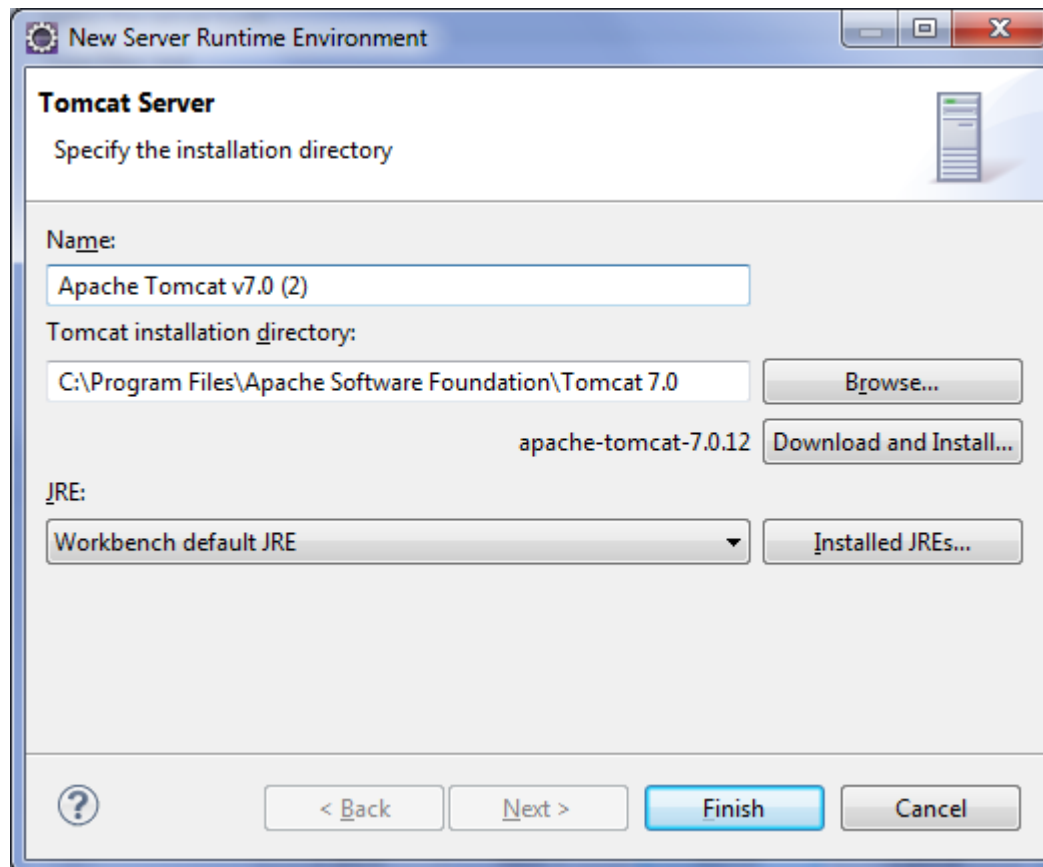 New Server Runtime Environment
Tomcat Server
Specify the installation directory
Name:
Apache Tomcat v7.0 (2)
Tomcat installation directory:
C:\Program Files\Apache Software Foundation\Tomcat 7.0
Browse...
apache-tomcat-7.0.12 Download and Install...
JRE:
Workbench default JRE
Installed JREs...
?
< Back
Next >
Finish
Cancel